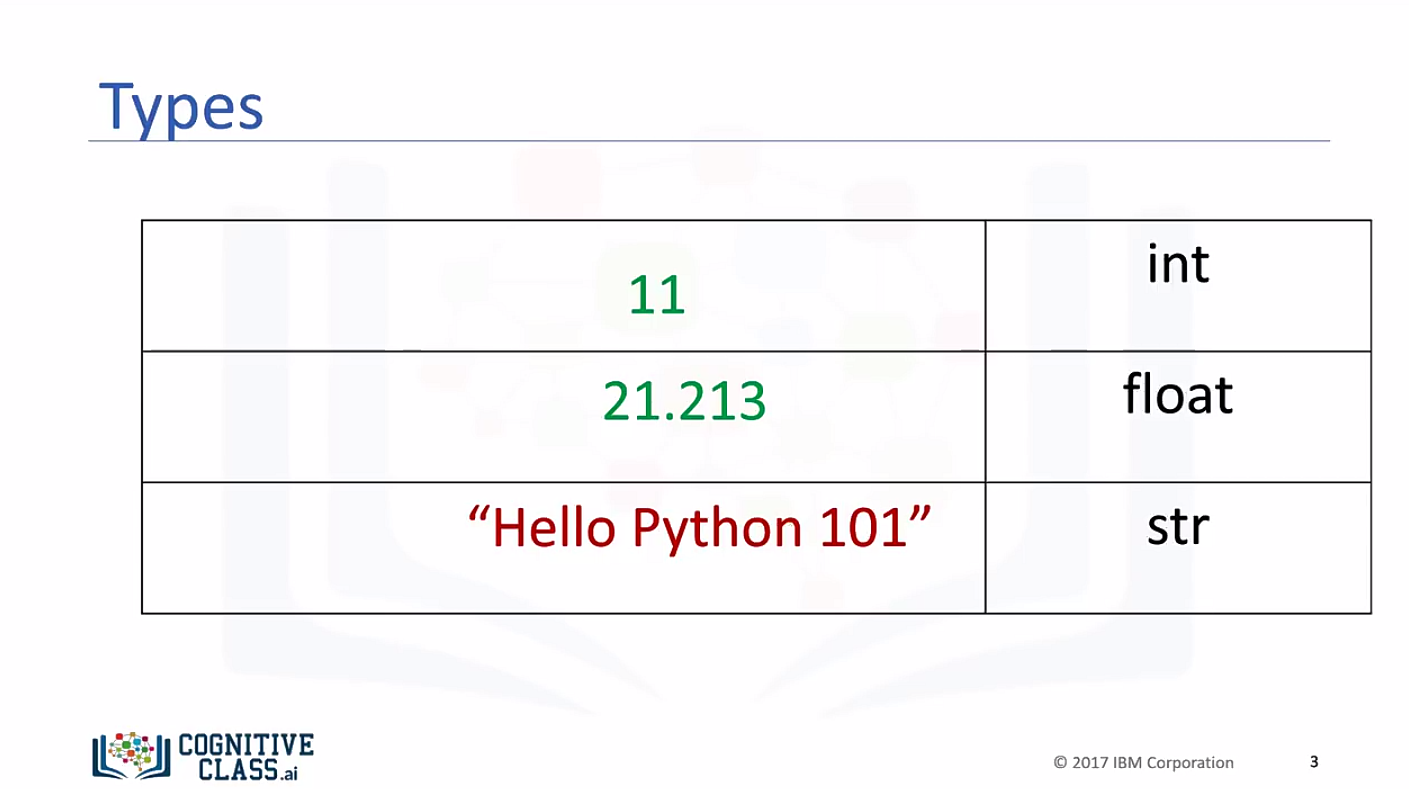 Types
11
int
21.213
float
“Hello Python 101”
str
COGNITIVE
CLASS.ai
© 2017 IBM Corporation
3